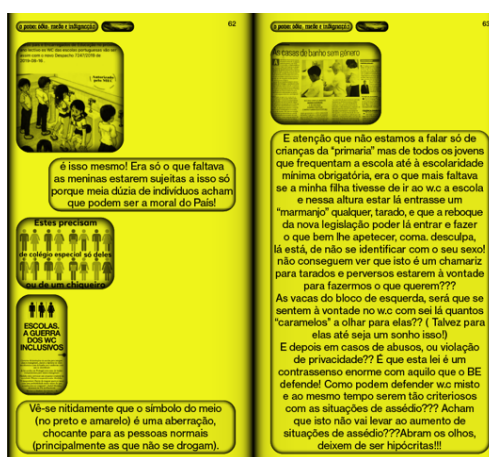 a posse: ódio, medo e indignação
62
é isso mesmo! Era só o que faltava
as meninas estarem sujeitas a isso só
porque meia dúzia de indivíduos acham
que podem ser a moral do País!
Estes precisam
de colégio especial só deles
ou de um chiqueiro
ESCOLAS.
A GUERRA
DOS WC
INCLUSIVOS
Vê-se nitidamente que o símbolo do meio
(no preto e amarelo) é uma aberração,
chocante para as pessoas normais
(principalmente as que não se drogam).
63
As casas de banho sem género
E atenção que não estamos a falar só de
crianças da “primaria” mas de todos os jovens
que frequentam a escola até à escolaridade
mínima obrigatória, era o que mais faltava
se a minha filha tivesse de ir ao w.c a escola
e nessa altura estar lá entrasse um
“marmanjo” qualquer, tarado, e que a reboque
da nova legislação poder lá entrar e fazer
o que bem lhe apetecer, coma. desculpa,
lá está, de não se identificar com o seu sexo!
não conseguem ver que isto é um chamariz
para tarados e perversos estarem à vontade
para fazermos o que querem???
As vacas do bloco de esquerda, será que se
sentem à vontade no w.c com sei lá quantos
“caramelos” a olhar para elas?? ( Talvez para
elas até seja um sonho isso!)
E depois em casos de abusos, ou violação
de privacidade?? É que esta lei é um
contrassenso enorme com aquilo que o BE
defende! Como podem defender w.c misto
e ao mesmo tempo serem tão criteriosos
com as situações de assédio??? Acham
que isto não vai levar ao aumento de
situações de assédio???Abram os olhos,
deixem de ser hipócritas!!!